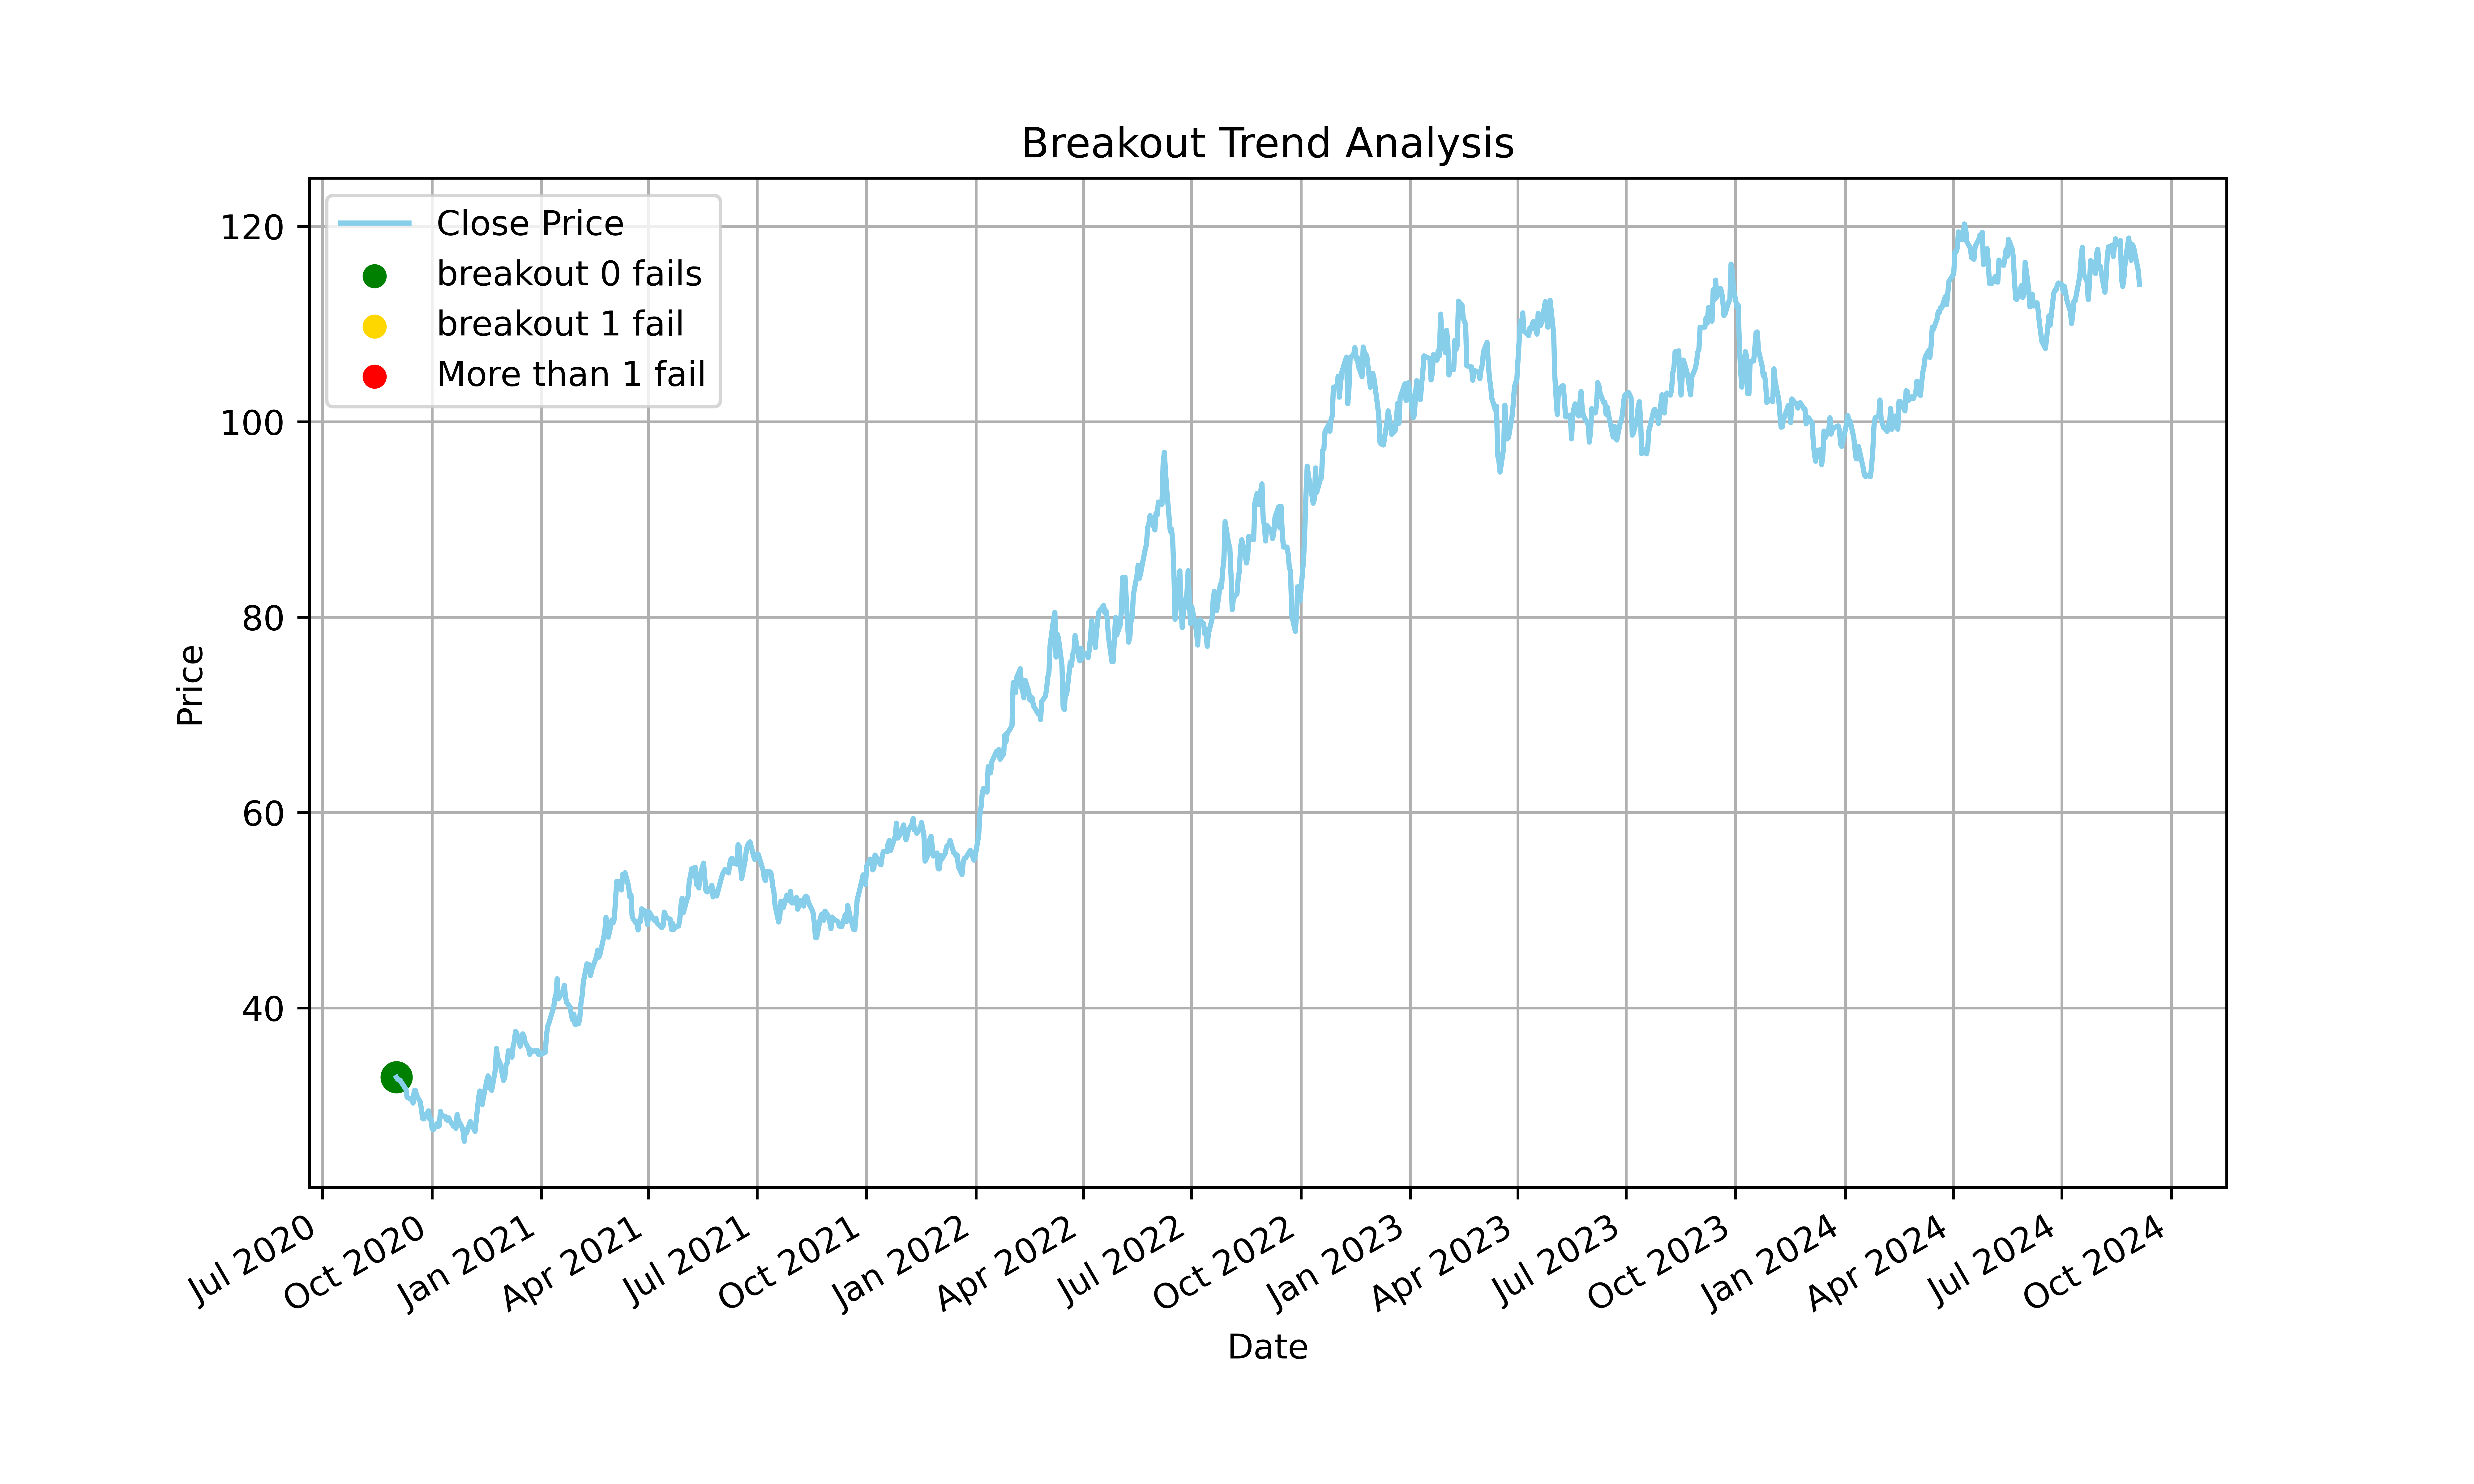 Breakout Trend Analysis
Close Price
breakout 0 fails
breakout 1 fail
More than 1 fail
120
100
80
60
40
Price
Jul 2020
Oct 2020
Jan 2021
Apr 2021
Jul 2021
Oct 2021
Jan 2022
Apr 2022
Jul 2022
Oct 2022
Jan 2023
Apr 2023
Jul 2023
Oct 2023
Jan 2024
Apr 2024
Jul 2024
Oct 2024
Date